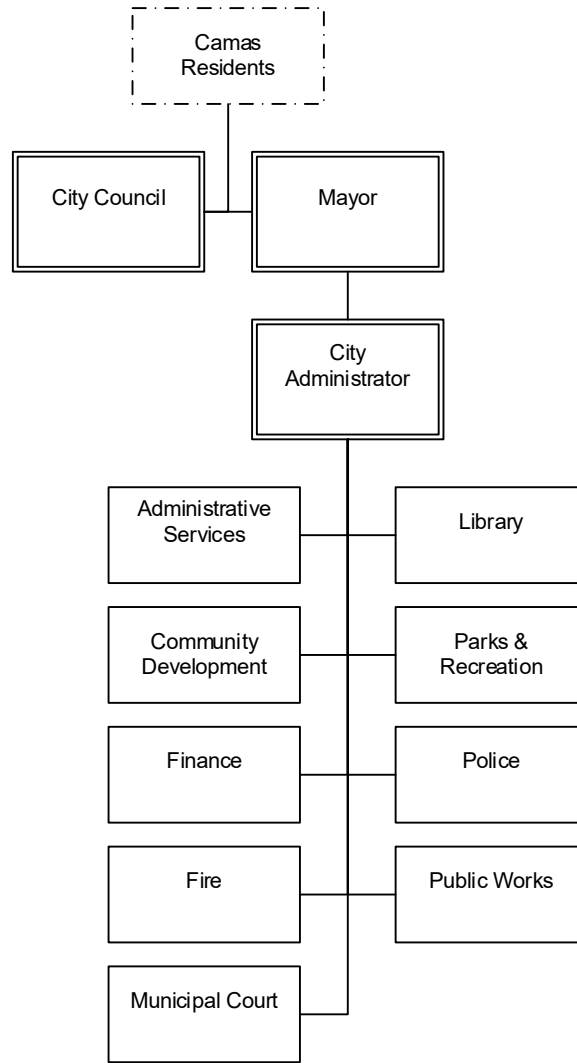 Camas
Residents
City Council
Mayor
City
Administrator
Administrative
Services
Library
Community
Development
Parks &
Recreation
Finance
Police
Fire
Public Works
Municipal Court